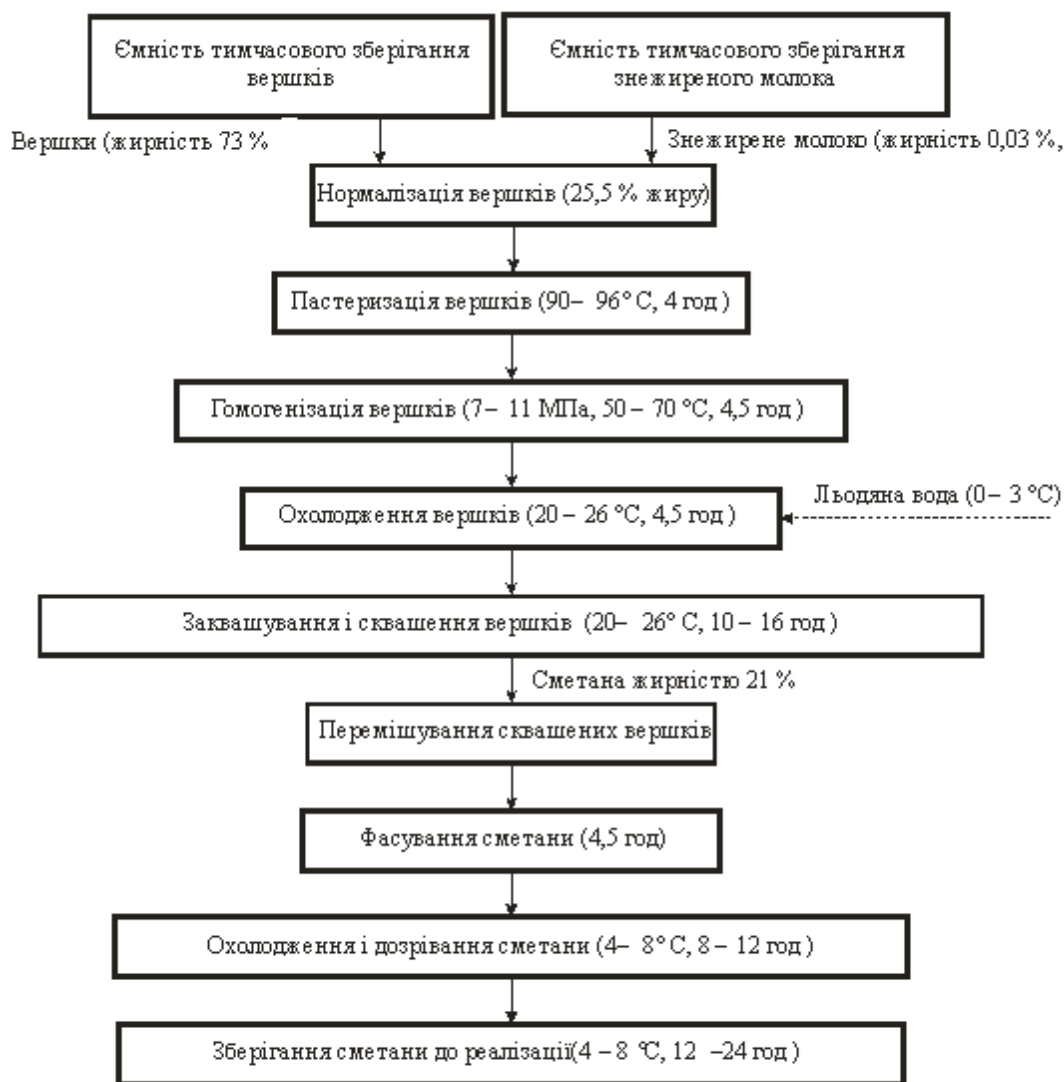 Ємність тимчасового зберігання
вершків
Ємність тимчасового зберігання
знежиреного молока
Вершки (жирність 73 %
Знежирене молоко (жирність 0,03 %,
Нормалізація вершків (25,5 % жиру)
Пастеризація вершків (90– 96° С, 4 год )
Гомогенізація вершків (7– 11 МПа, 50 – 70 °С, 4,5 год )
Охолодження вершків (20 – 26 °С, 4,5 год )
Льодяна вода (0– 3 °С)
Заквашування і сквашення вершків (20– 26° С, 10 – 16 год )
Сметана жирністю 21 %
Перемішування сквашених вершків
Фасування сметани (4,5 год)
Охолодження і дозрівання сметани (4– 8° С, 8 – 12 год )
Зберігання сметани до реалізації(4 – 8 °С, 12 –24 год )